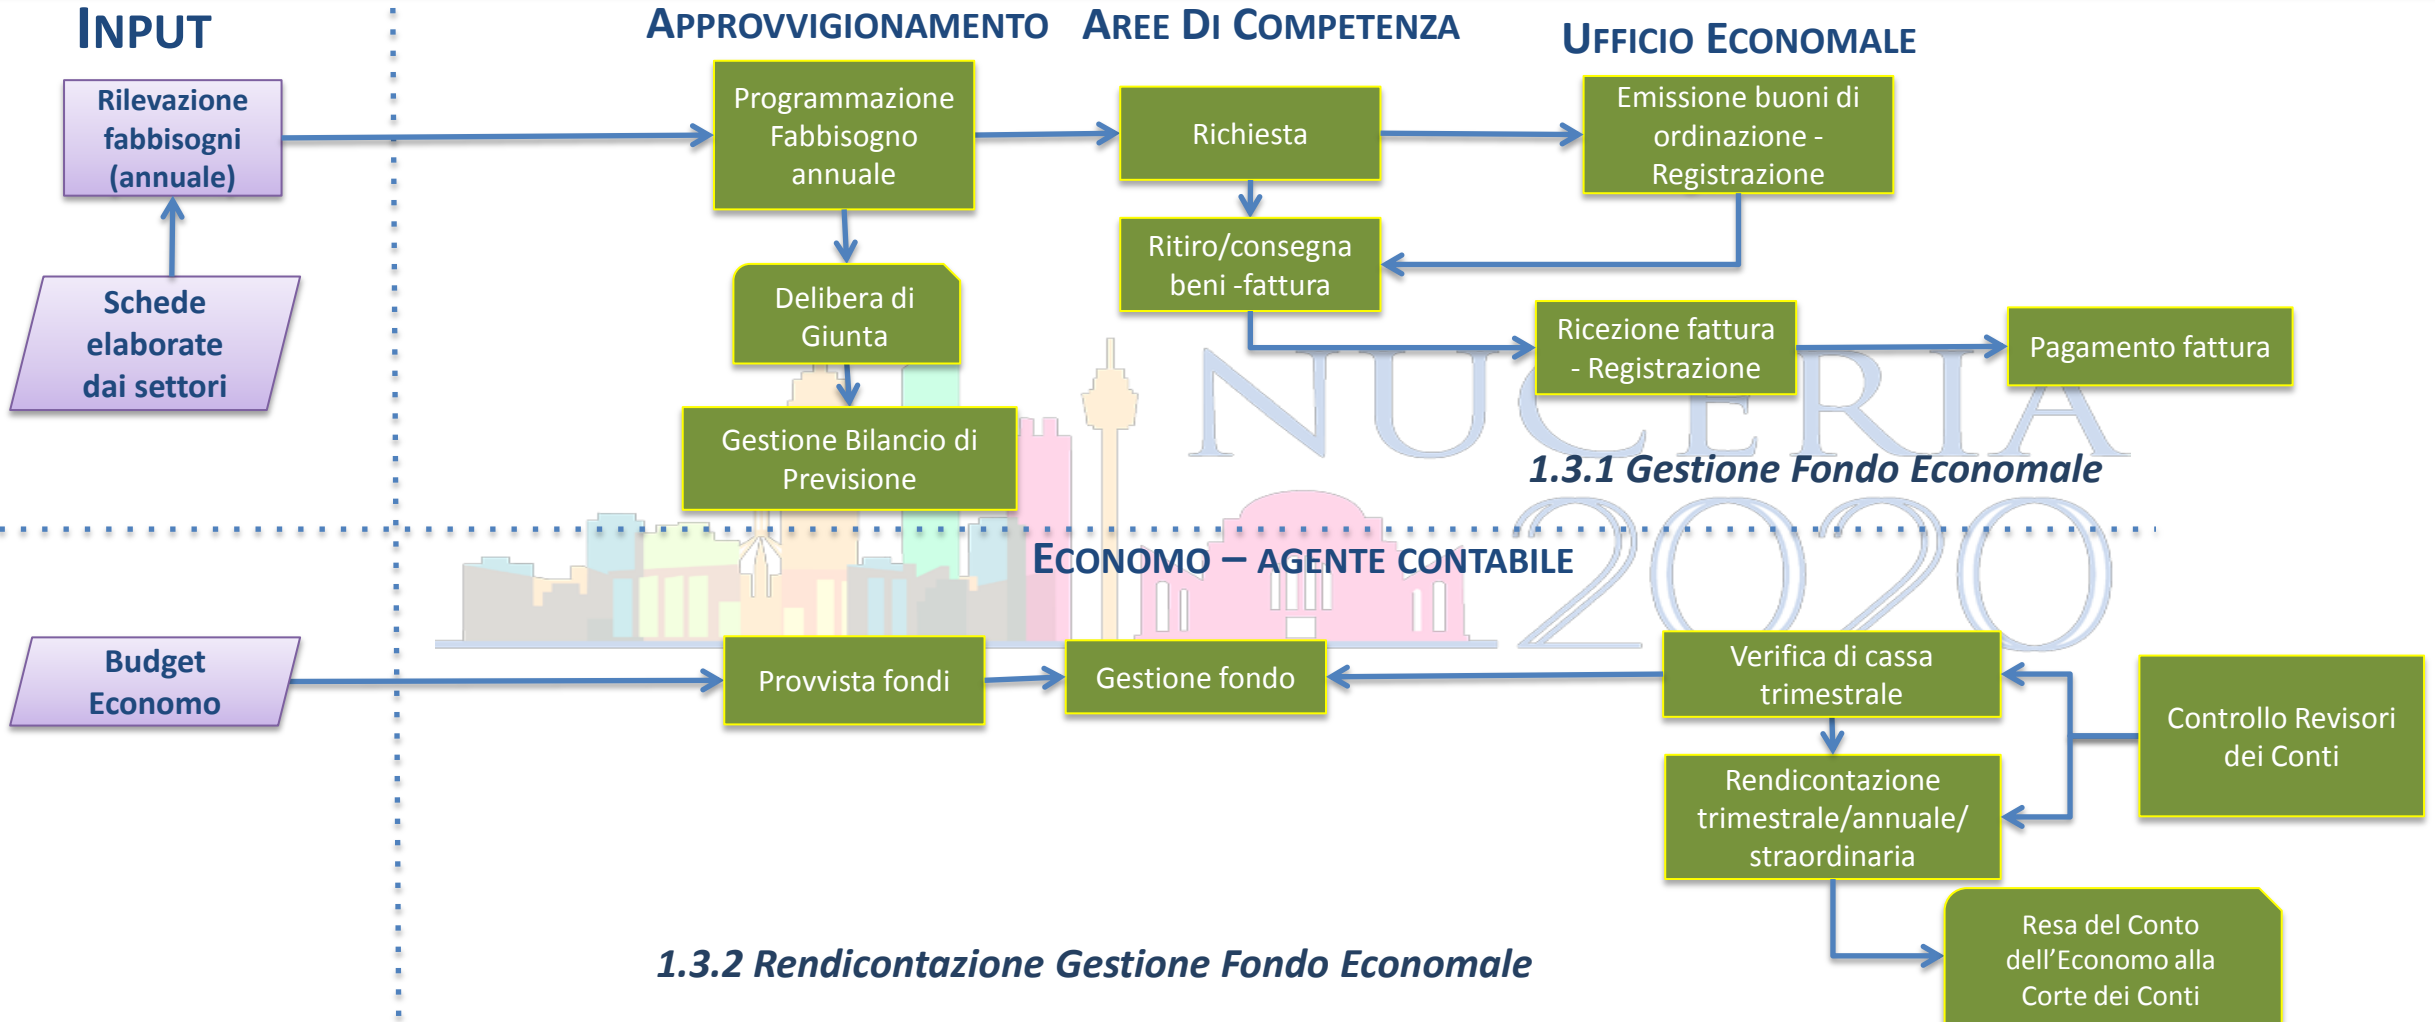 INPUT
APPROVVIGIONAMENTO
AREE DI COMPETENZA
UFFICIO ECONOMALE
Rilevazione
fabbisogni
(annuale)
Programmazione
Fabbisogno
annuale
Richiesta
Emissione buoni di
ordinazione -
Registrazione
Schede
elaborate
dai settori
Delibera di
Giunta
Ritiro/consegna
beni -fattura
Ricezione fattura
- Registrazione
Pagamento fattura
Gestione Bilancio di
Previsione
NUCERIA
1.3.1 Gestione Fondo Economale
2020
ECONOMO – AGENTE CONTABILE
Budget
Economo
Provvista fondi
Gestione fondo
Verifica di cassa
trimestrale
Controllo Revisori
dei Conti
Rendicontazione
trimestrale/annuale/
straordinaria
Resa del Conto
dell’Economo alla
Corte dei Conti
1.3.2 Rendicontazione Gestione Fondo Economale